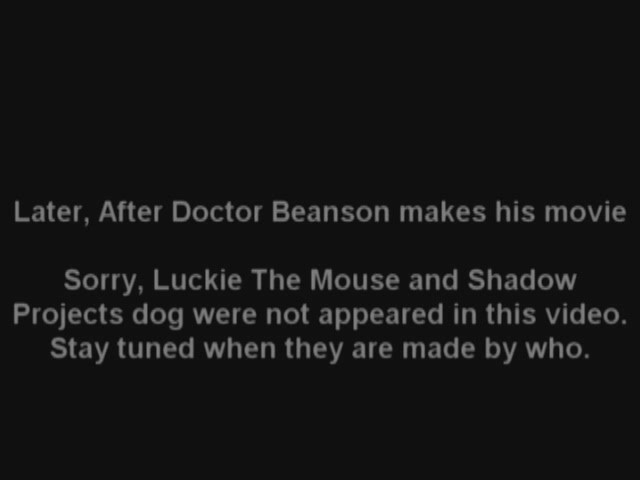 Later, After Doctor Beanson makes his movie
Sorry, Luckie The Mouse and Shadow
Projects dog were not appeared in this video.
Stay tuned when they are made by who.